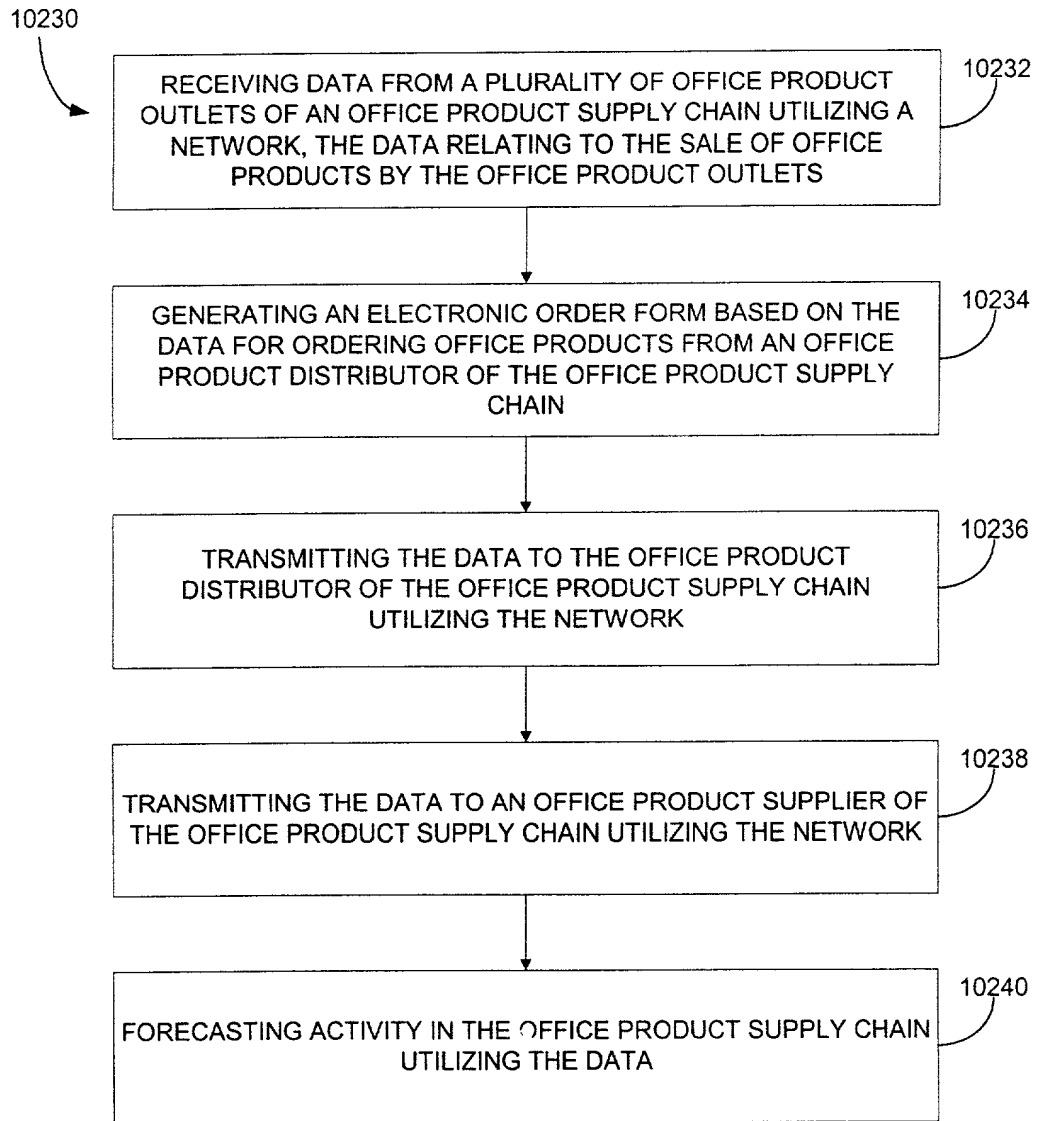 10230
10232
RECEIVING DATA FROM A PLURALITY OF OFFICE PRODUCT
OUTLETS OF AN OFFICE PRODUCT SUPPLY CHAIN UTILIZING A
NETWORK, THE DATA RELATING TO THE SALE OF OFFICE
PRODUCTS BY THE OFFICE PRODUCT OUTLETS
10234
GENERATING AN ELECTRONIC ORDER FORM BASED ON THE
DATA FOR ORDERING OFFICE PRODUCTS FROM AN OFFICE
PRODUCT DISTRIBUTOR OF THE OFFICE PRODUCT SUPPLY
CHAIN
10236
TRANSMITTING THE DATA TO THE OFFICE PRODUCT
DISTRIBUTOR OF THE OFFICE PRODUCT SUPPLY CHAIN
UTILIZING THE NETWORK
10238
TRANSMITTING THE DATA TO AN OFFICE PRODUCT SUPPLIER OF
THE OFFICE PRODUCT SUPPLY CHAIN UTILIZING THE NETWORK
10240
FORECASTING ACTIVITY IN THE OFFICE PRODUCT SUPPLY CHAIN
UTILIZING THE DATA